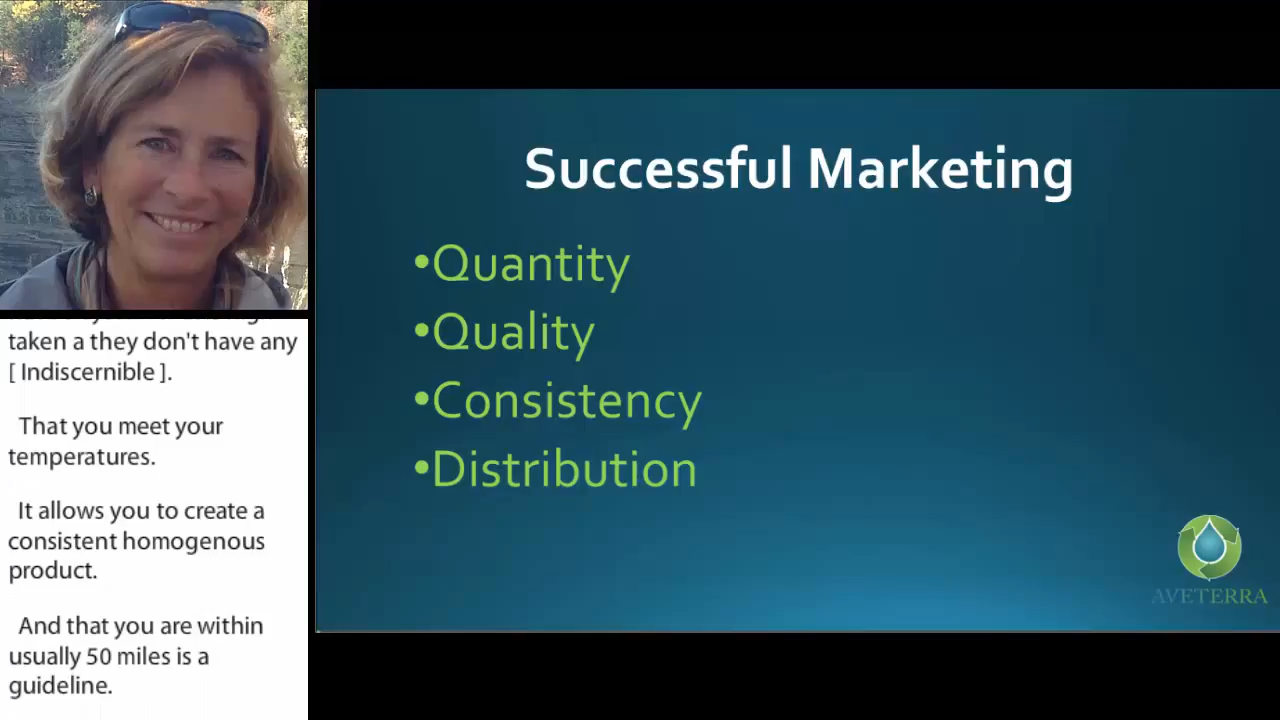 taken a they don't have any
[ Indiscernible ].
That you meet your
temperatures.
It allows you to create a
consistent homogenous
product.
And that you are within
usually 50 miles is a
guideline.
Successful Marketing
•Quantity
•Quality
•Consistency
•Distribution
AVETERRA